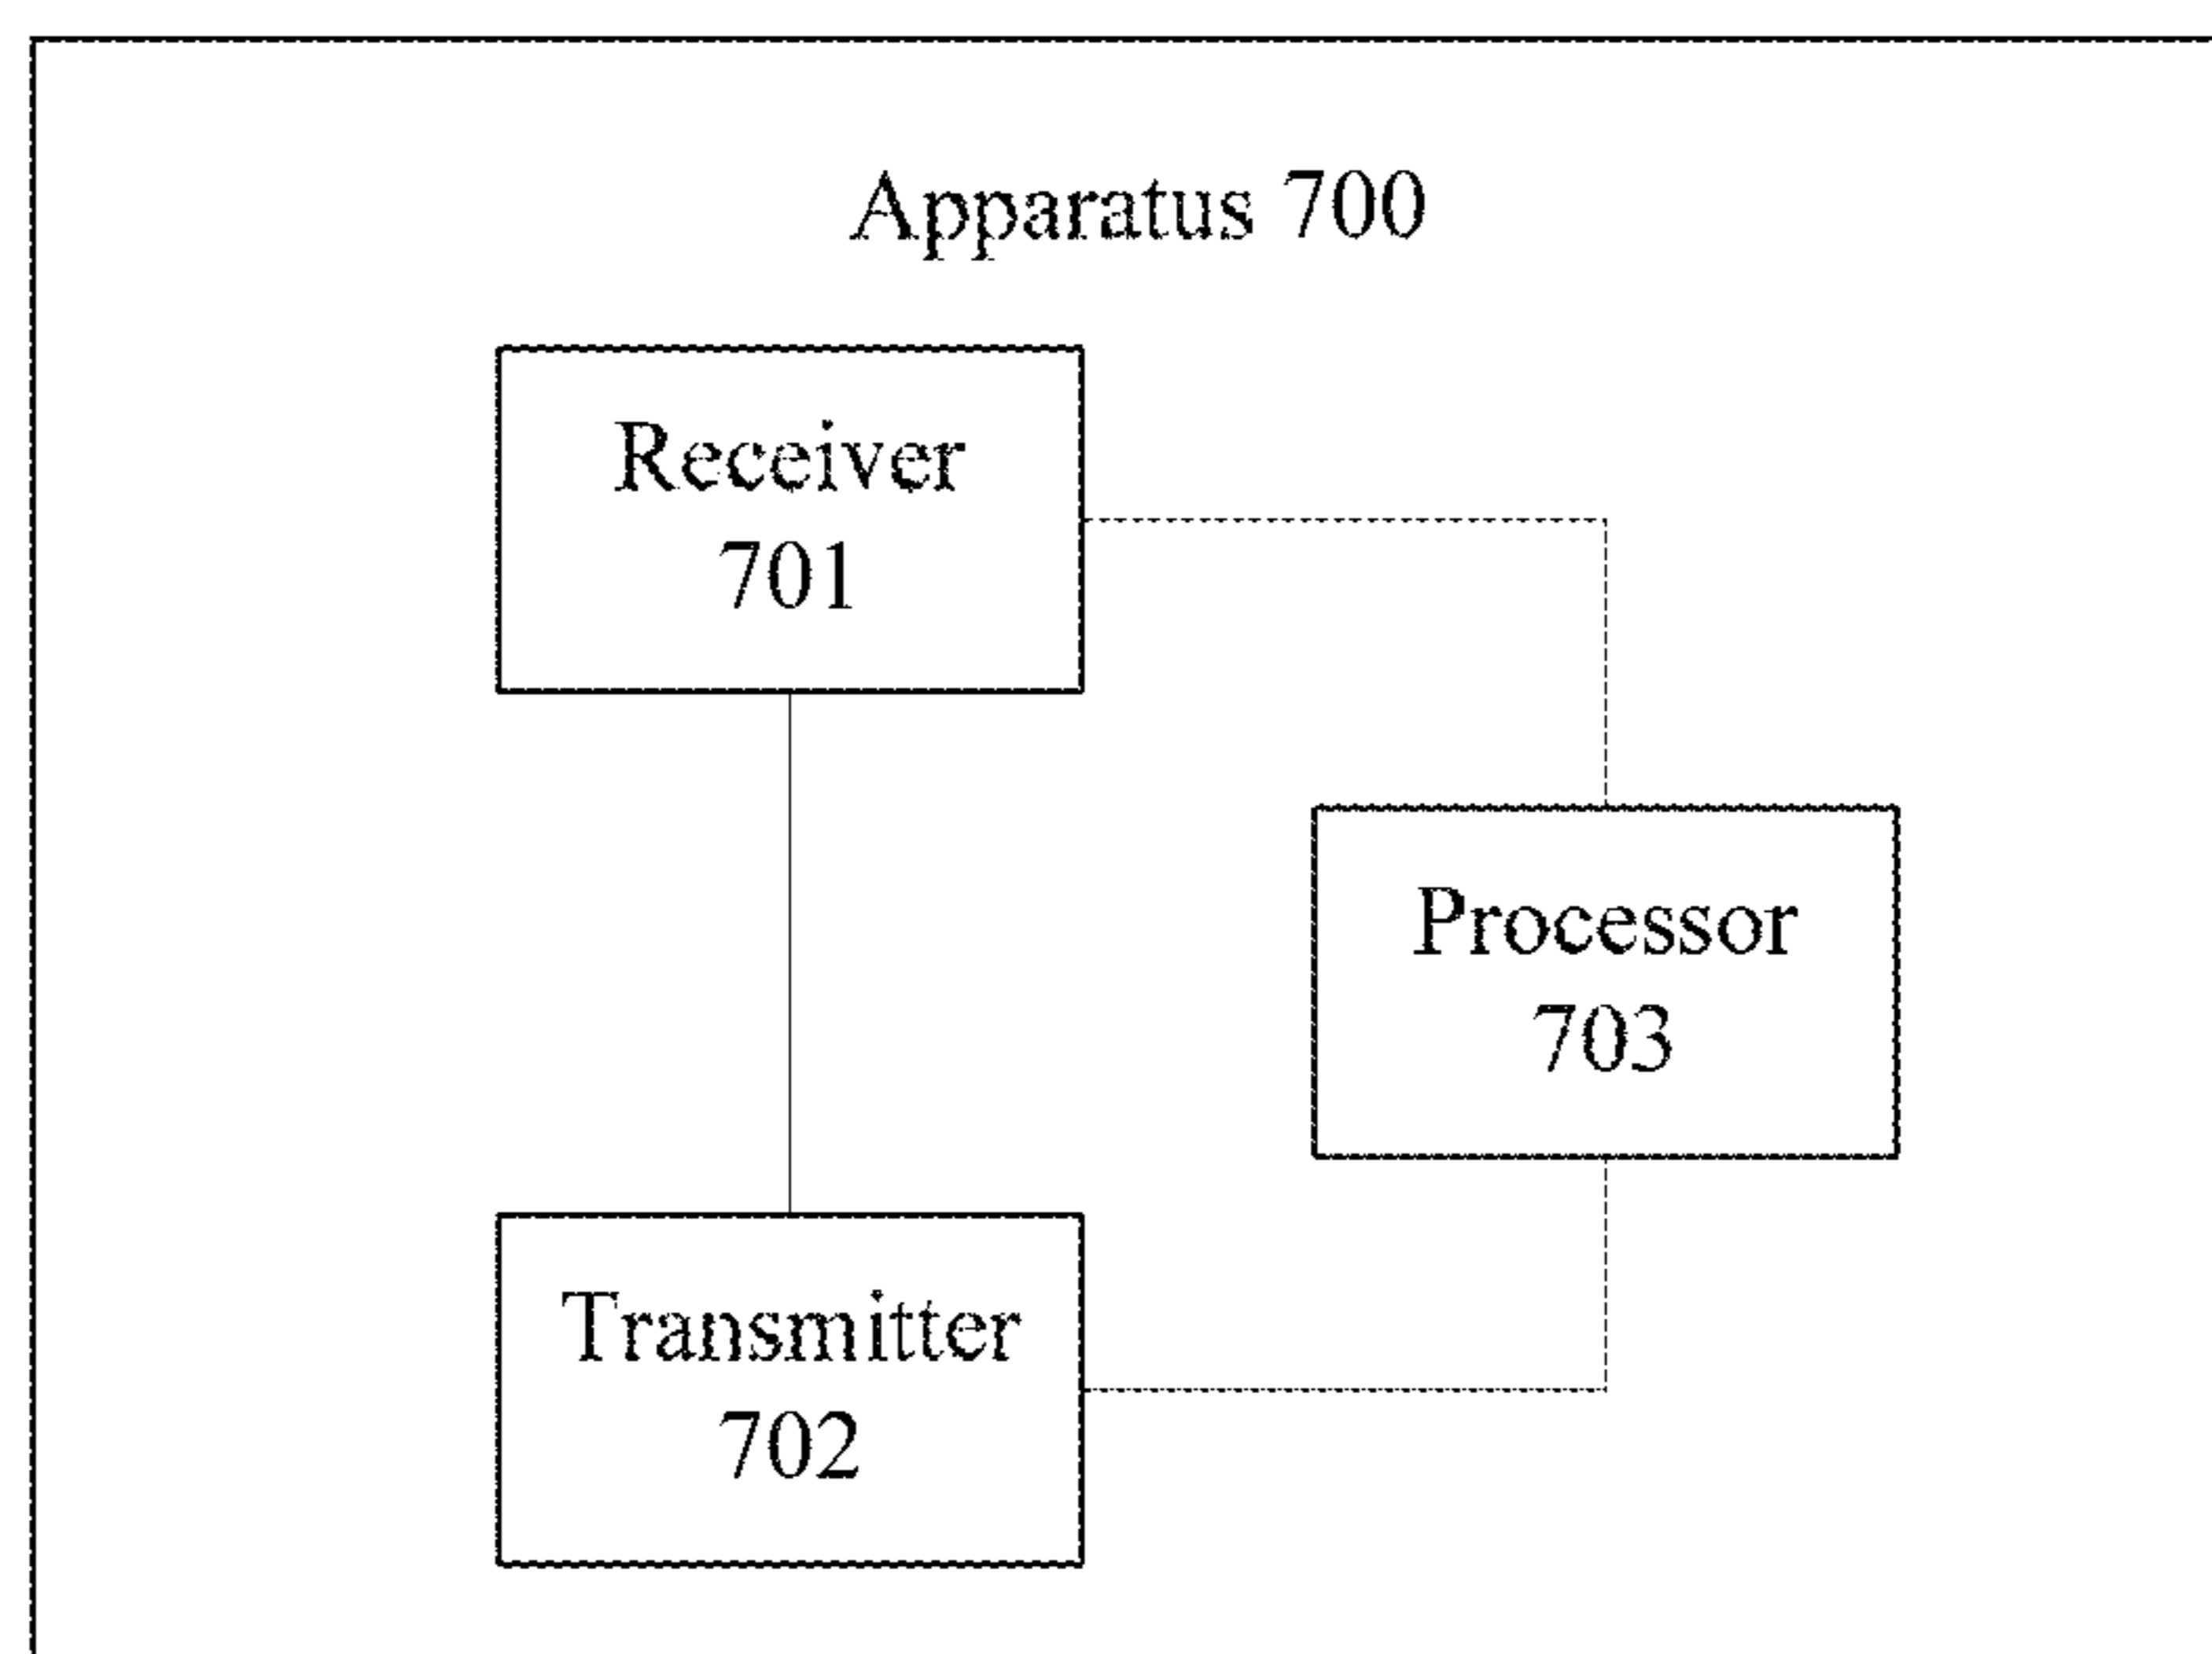 Apparatus 700
Receiver
701
Processor
703
Transmitter
702